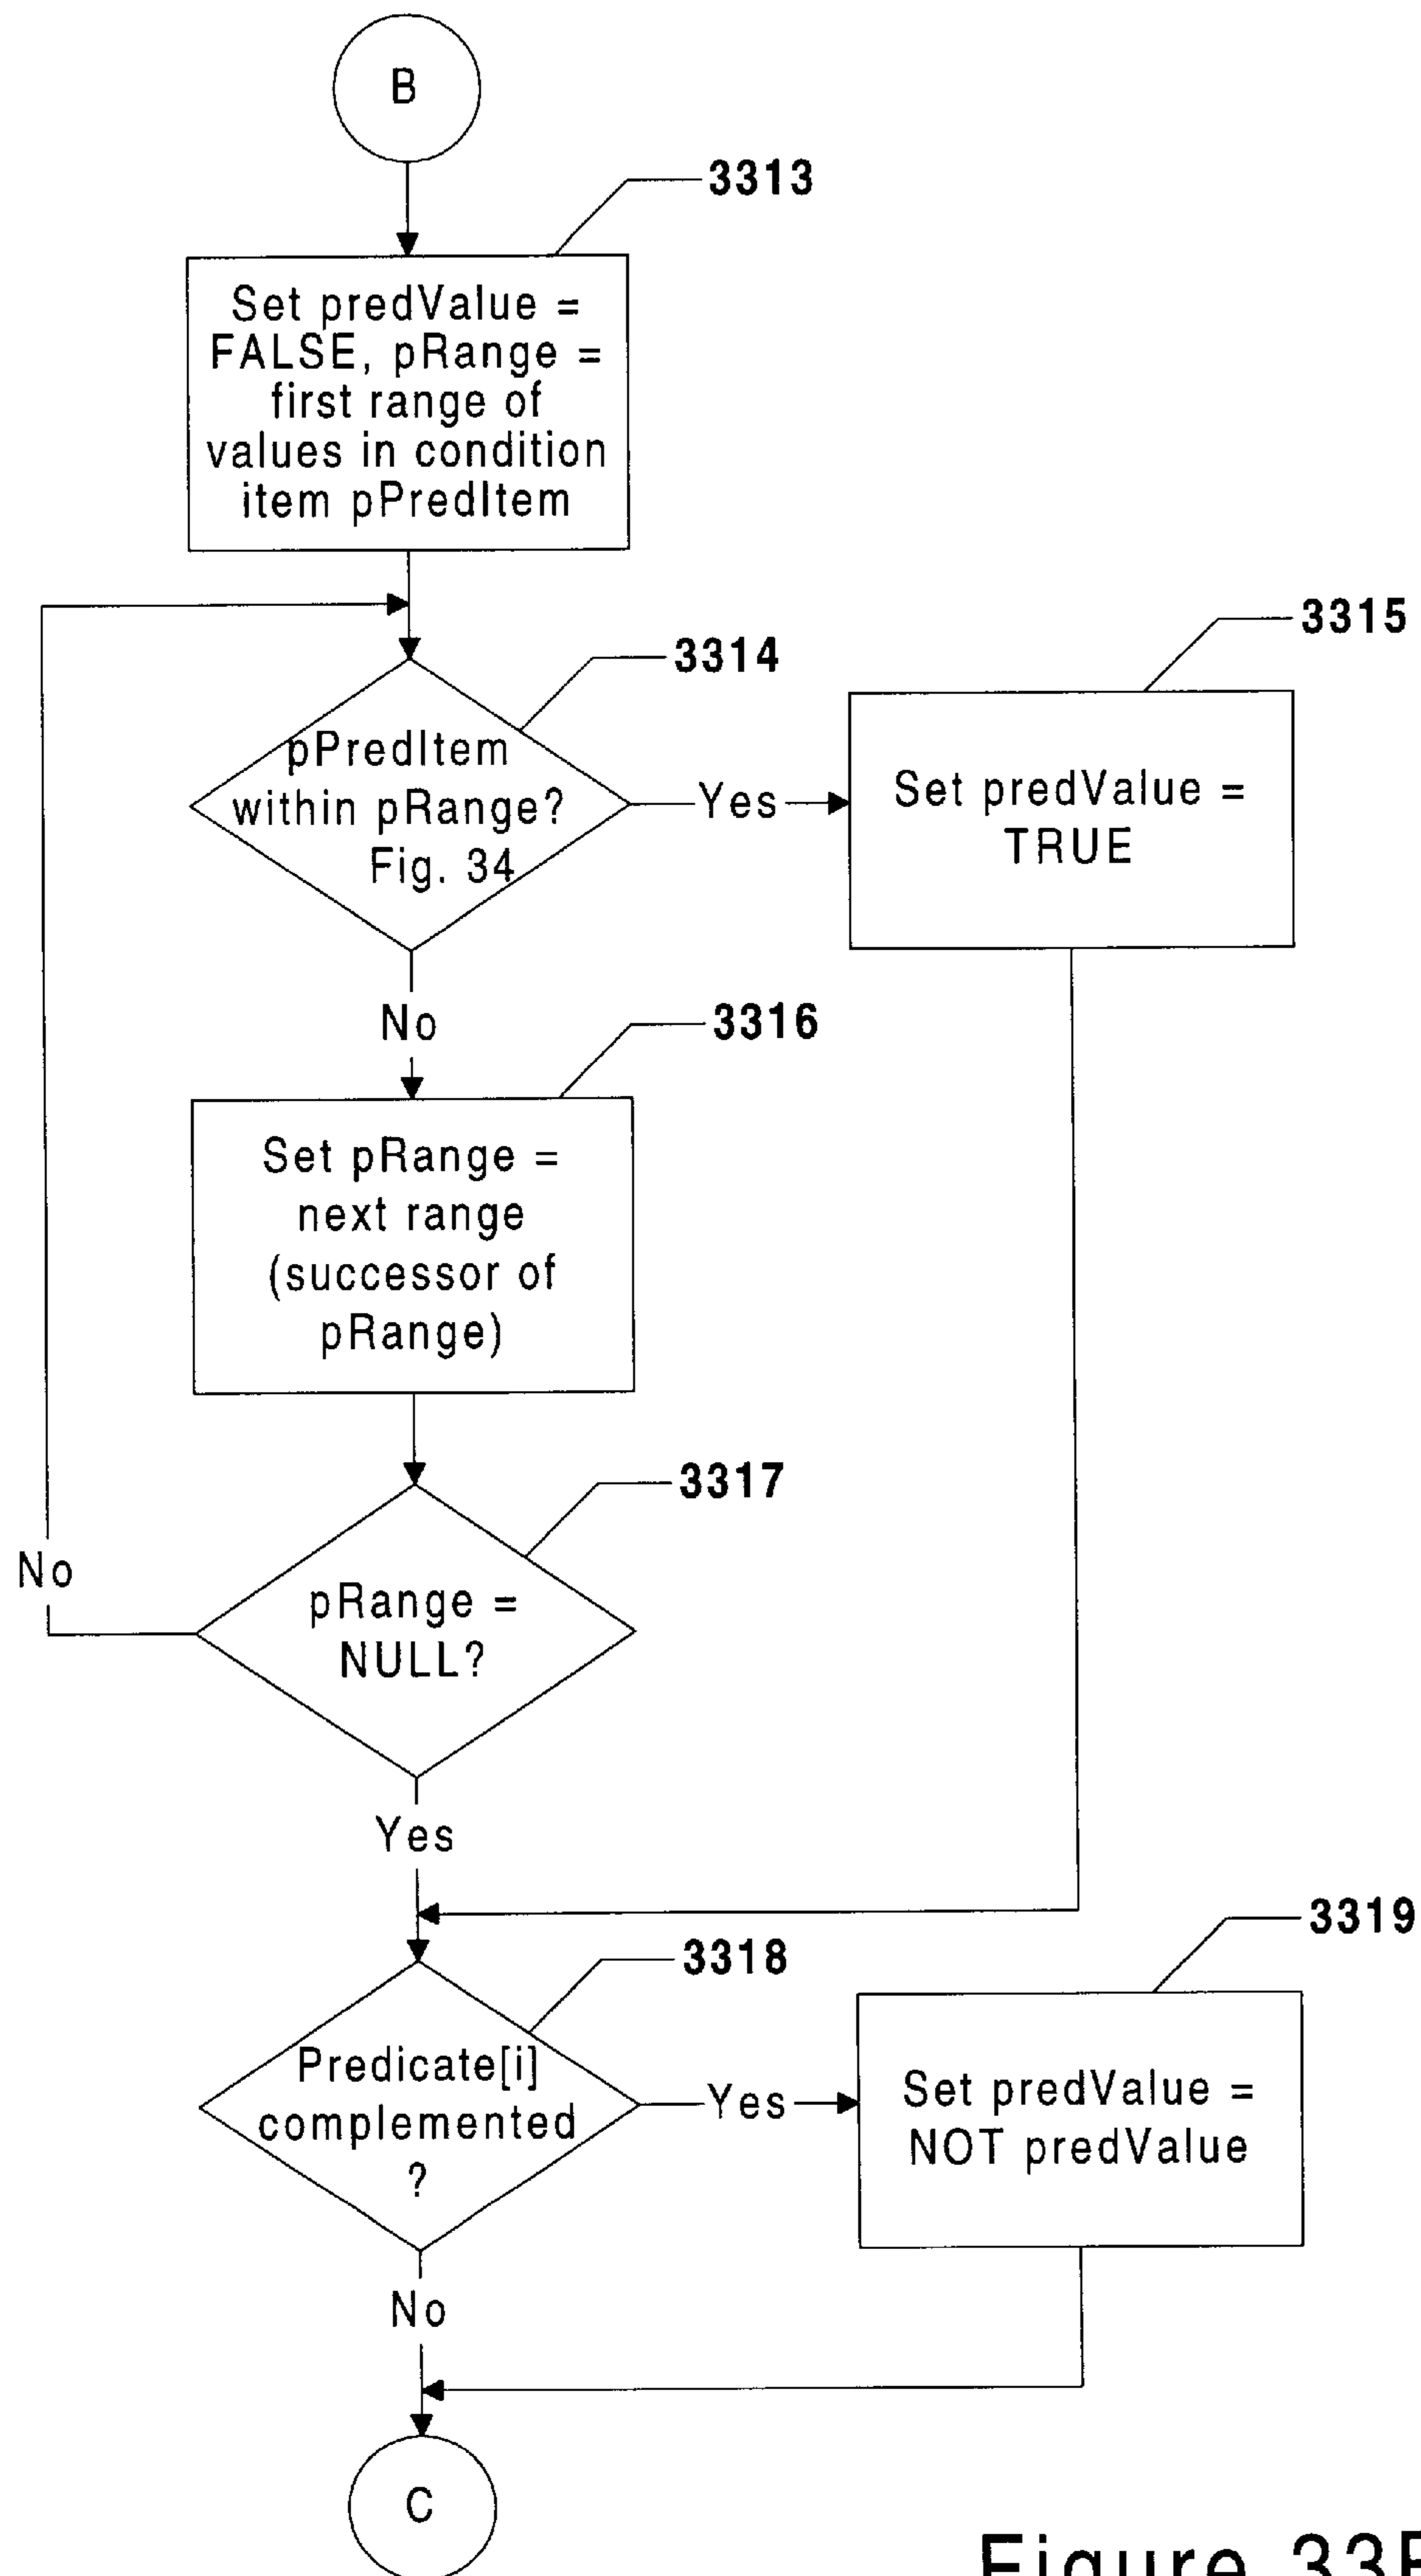 B
3313
Set predValue =
FALSE, pRange =
first range of
values in condition
item pPredItem
3314
pPredItem
within pRange?
Fig. 34
Yes
3315
Set predValue =
TRUE
No
3316
Set pRange =
next range
(successor of
pRange)
3317
pRange =
NULL?
No
Yes
3318
Predicate[i]
complemented
?
Yes
3319
Set predValue =
NOT predValue
No
C
Figure